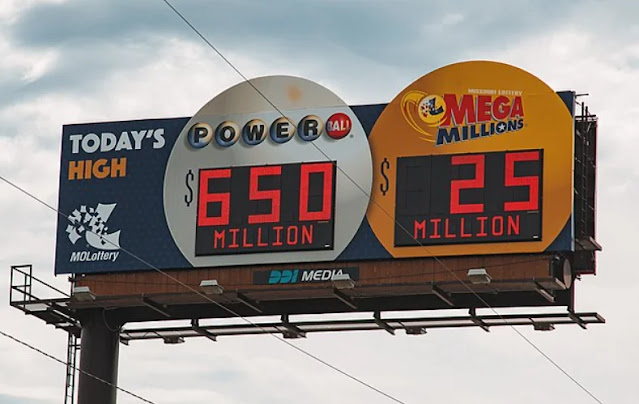 TODAY'S
HIGH
MOLottery
POWERBALL
$ 650
MILLION
MISSOURI LOTTERY
MEGA
MILLIONS
$ 25
MILLION
DDI MEDIA